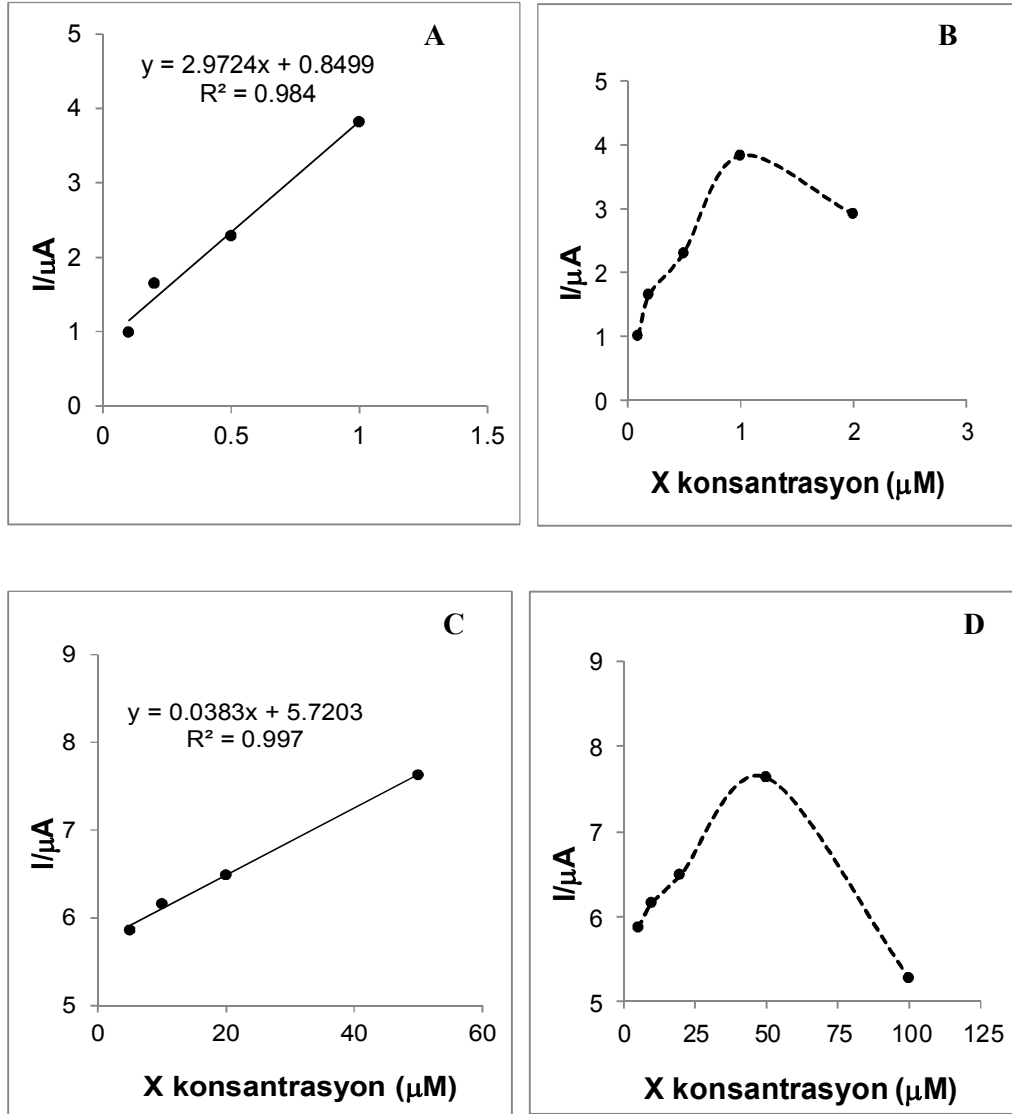 A
y = 2.9724x + 0.8499
R² = 0.984
I/µA
5
4
3
2
1
0
0 0.5 1 1.5
B
I/µA
5
4
3
2
1
0
0 1 2 3
X konsantrasyon (µM)
C
y = 0.0383x + 5.7203
R² = 0.997
I/µA
9
8
7
6
5
0 20 40 60
X konsantrasyon (µM)
D
I/µA
9
8
7
6
5
0 25 50 75 100 125
X konsantrasyon (µM)